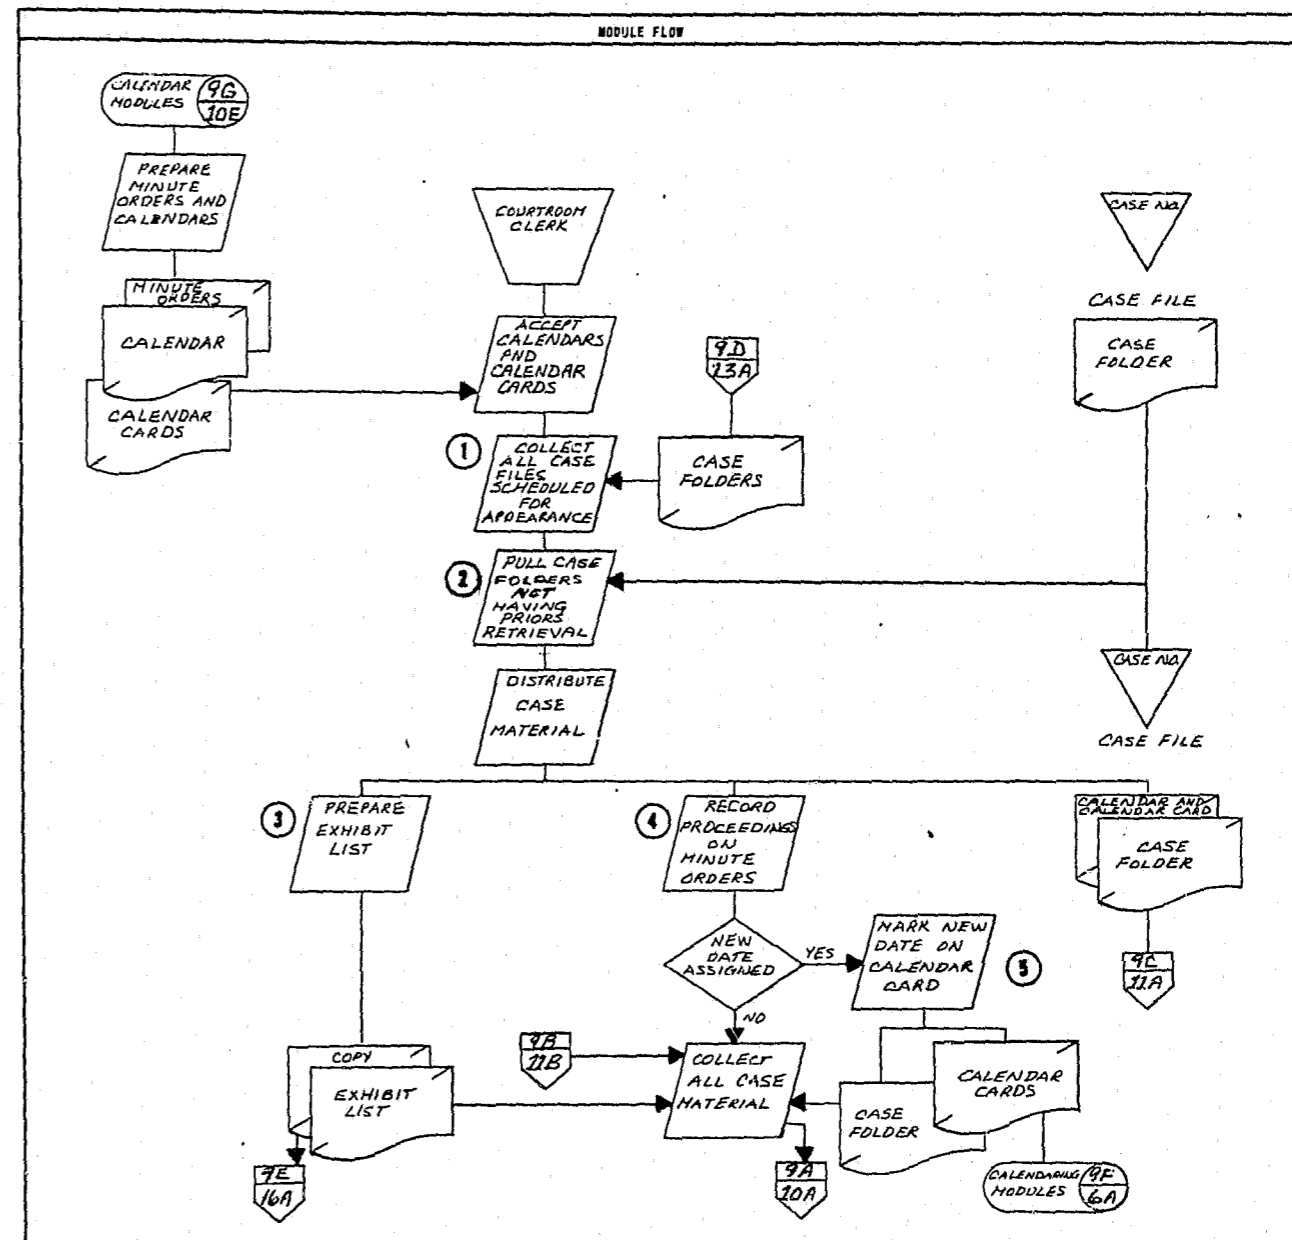 MODULE FLOW
CALENDAR
MODULES
9G
10E
PREPARE
MINUTE
ORDERS AND
CALENDARS
MINUTE
ORDERS
CALENDAR
CALENDAR
CARDS
COURTROOM
CLERK
ACCEPT
CALENDARS
AND
CALENDAR
CARDS
1
COLLECT
ALL CASE
FILES
SCHEDULED
FOR
APPEARANCE
9D
13A
CASE
FOLDERS
CASE NO.
CASE FILE
CASE
FOLDER
2
PULL CASE
FOLDERS
NOT
HAVING
PRIORS
RETRIEVAL
CASE NO.
CASE FILE
DISTRIBUTE
CASE
MATERIAL
3
PREPARE
EXHIBIT
LIST
4
RECORD
PROCEEDINGS
ON
MINUTE
ORDERS
CALENDAR AND
CALENDAR CARD
CASE
FOLDER
9C
11A
NEW
DATE
ASSIGNED
YES
NO
MARK NEW
DATE ON
CALENDAR
CARD
5
COPY
EXHIBIT
LIST
9E
16A
9B
11B
COLLECT
ALL CASE
MATERIAL
9A
10A
CASE
FOLDER
CALENDAR
CARDS
CALENDARING
MODULES
9F
6A